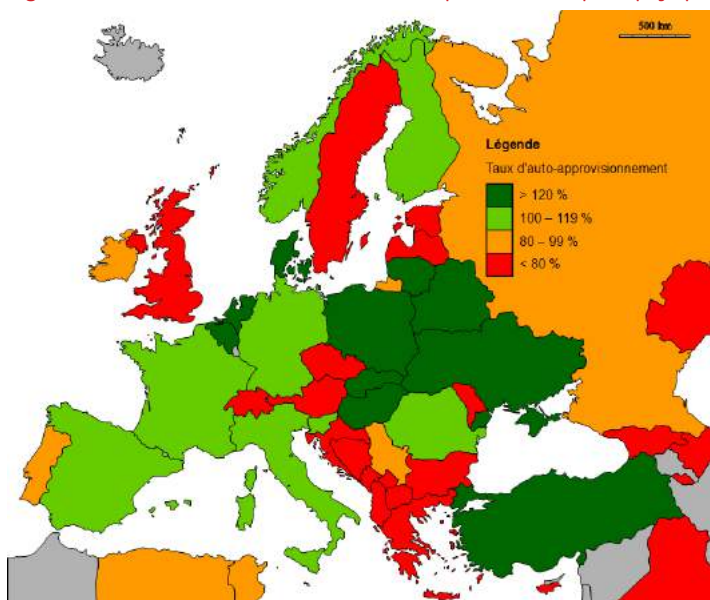 500 km
Légende
Taux d'auto-approvisionnement
> 120 %
100 – 119 %
80 – 99 %
< 80 %